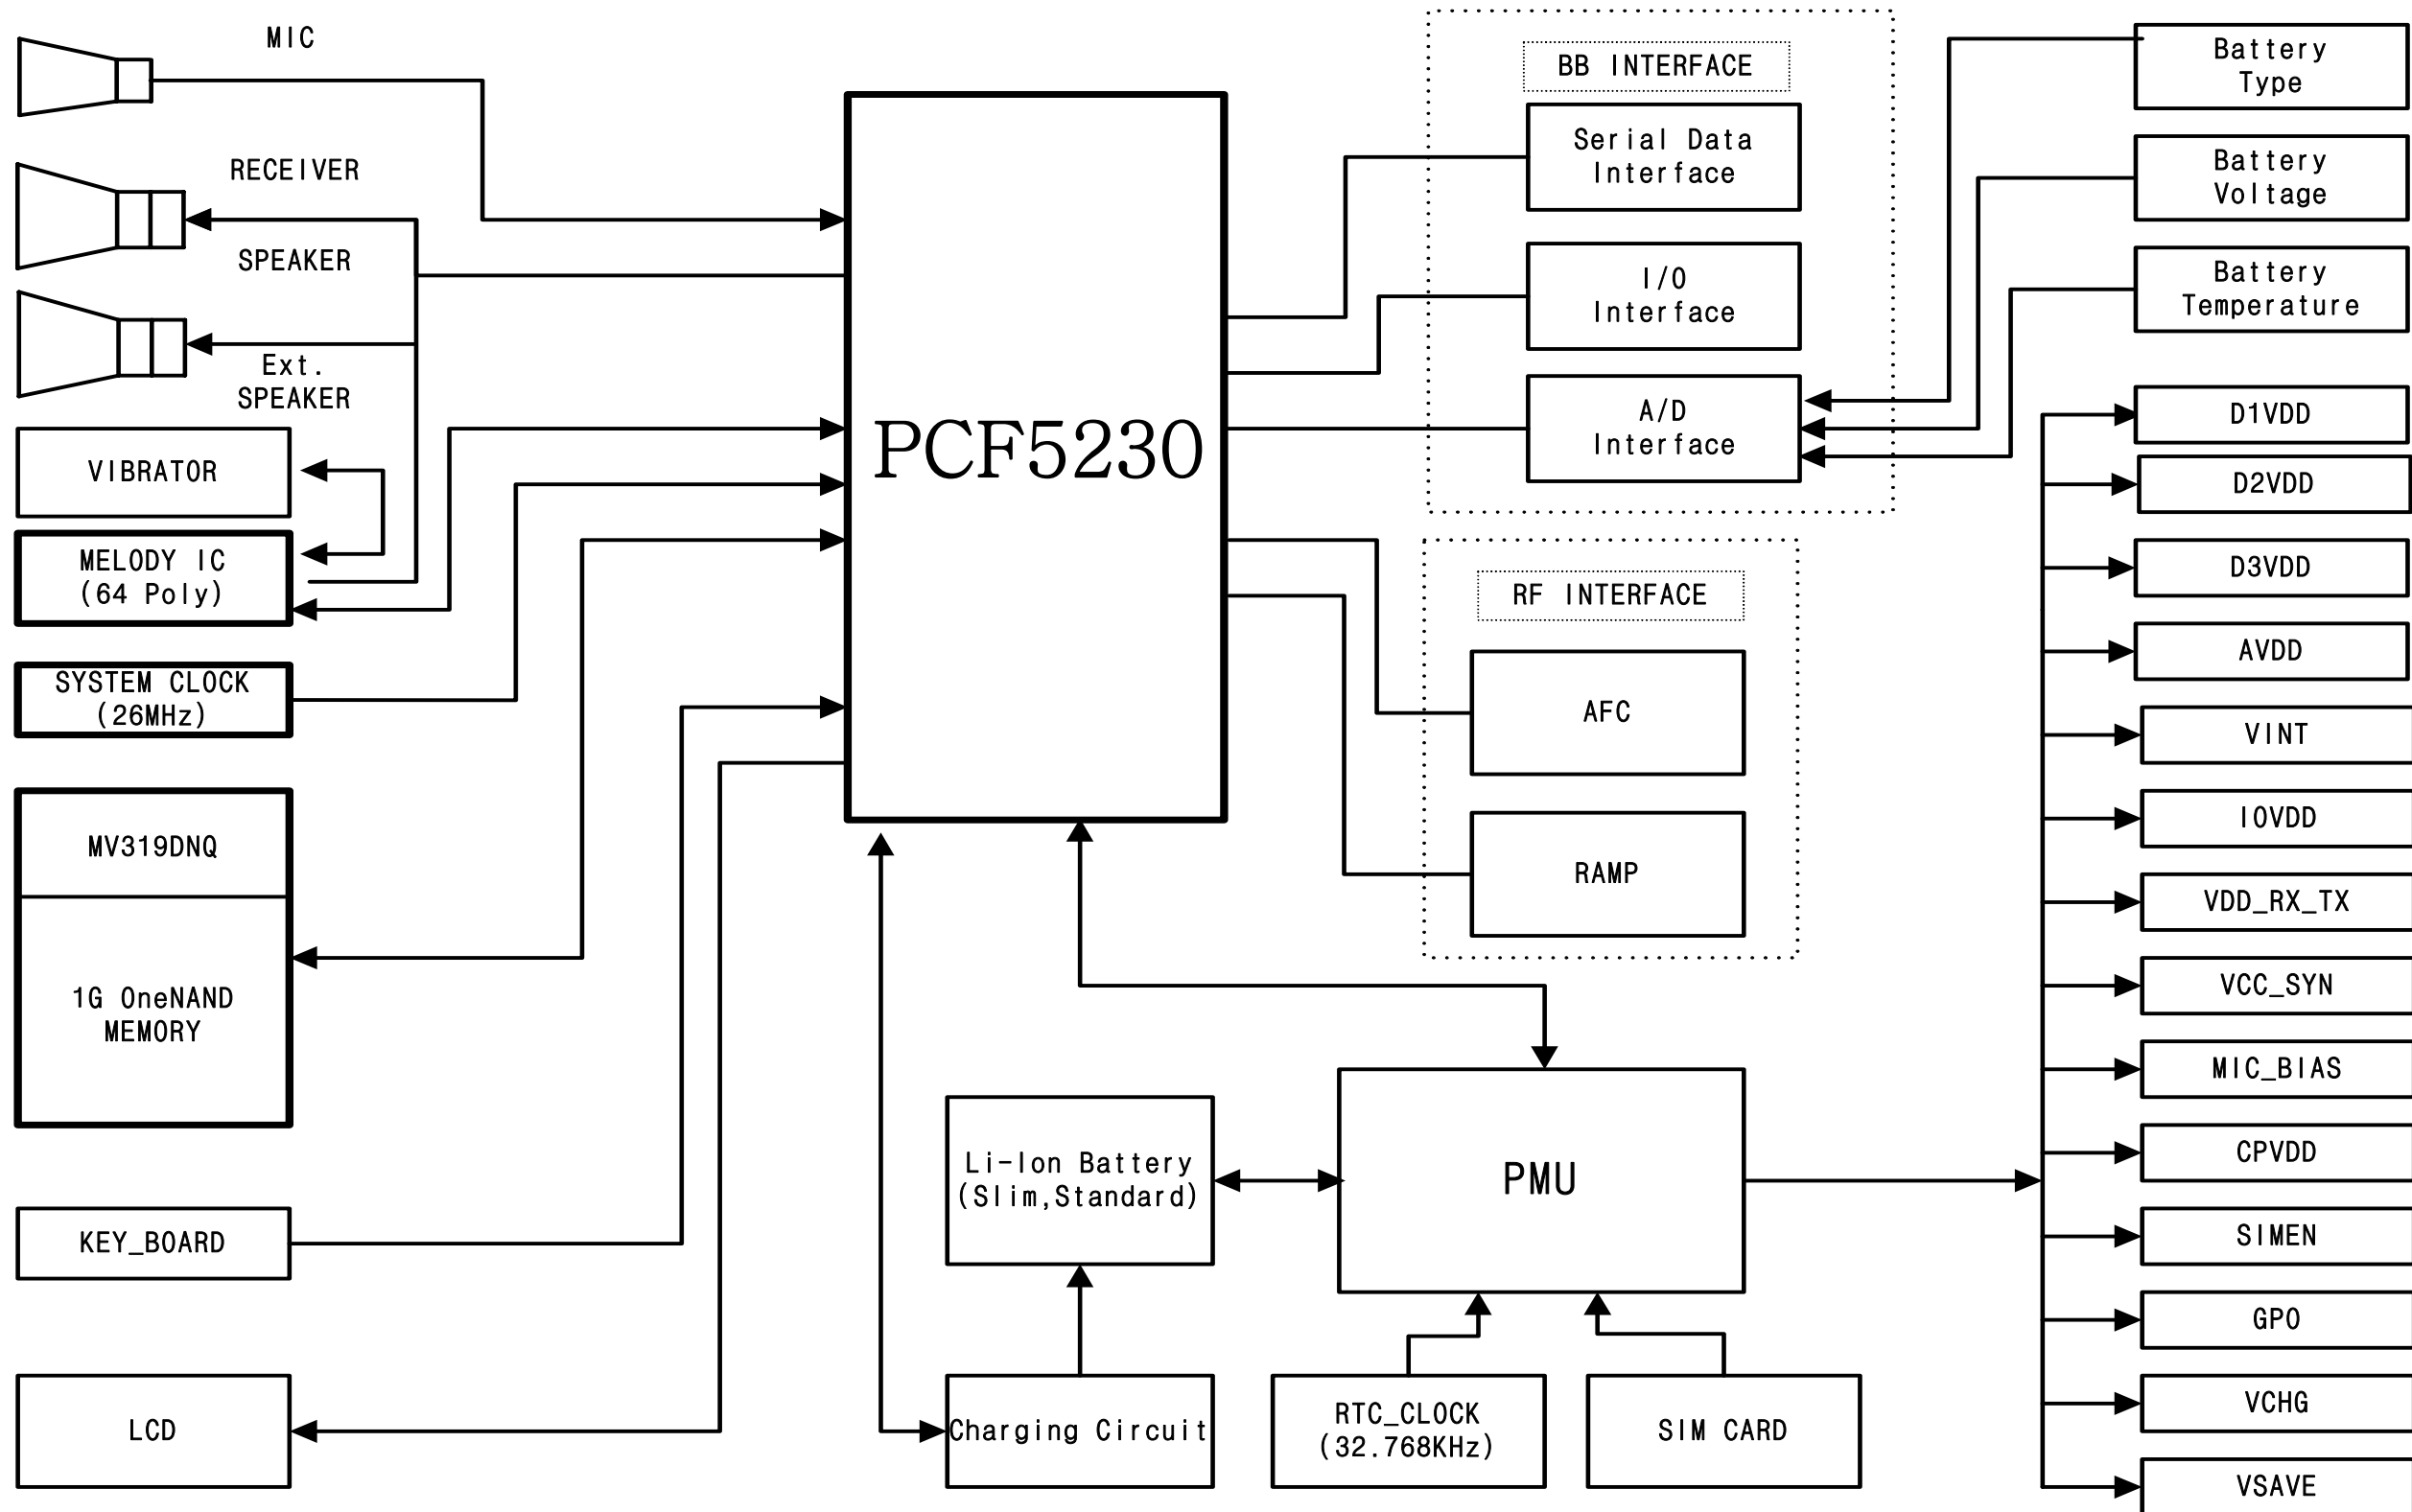 MIC
RECEIVER
SPEAKER
Ext.
SPEAKER
VIBRATOR
MELODY IC
(64 Poly)
SYSTEM CLOCK
(26MHz)
MV319DNQ
1G OneNAND
MEMORY
KEY_BOARD
LCD
PCF5230
BB INTERFACE
Serial Data
Interface
I/O
Interface
A/D
Interface
RF INTERFACE
AFC
RAMP
Li-Ion Battery
(Slim,Standard)
PMU
Charging Circuit
RTC_CLOCK
(32.768KHz)
SIM CARD
Battery
Type
Battery
Voltage
Battery
Temperature
D1VDD
D2VDD
D3VDD
AVDD
VINT
IOVDD
VDD_RX_TX
VCC_SYN
MIC_BIAS
CPVDD
SIMEN
GPO
VCHG
VSAVE